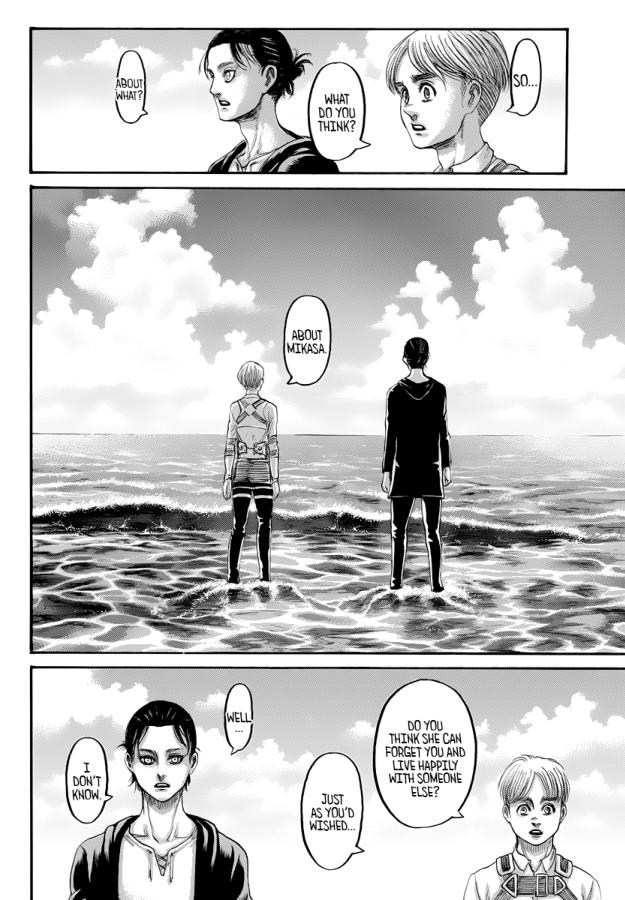 SO...
WHAT
DO YOU
THINK?
ABOUT
WHAT?
ABOUT
MIKASA.
DO YOU
THINK SHE CAN
FORGET YOU AND
LIVE HAPPILY
WITH SOMEONE
ELSE?
JUST
AS YOU'D
WISHED...
WELL
...
I
DON'T
KNOW.